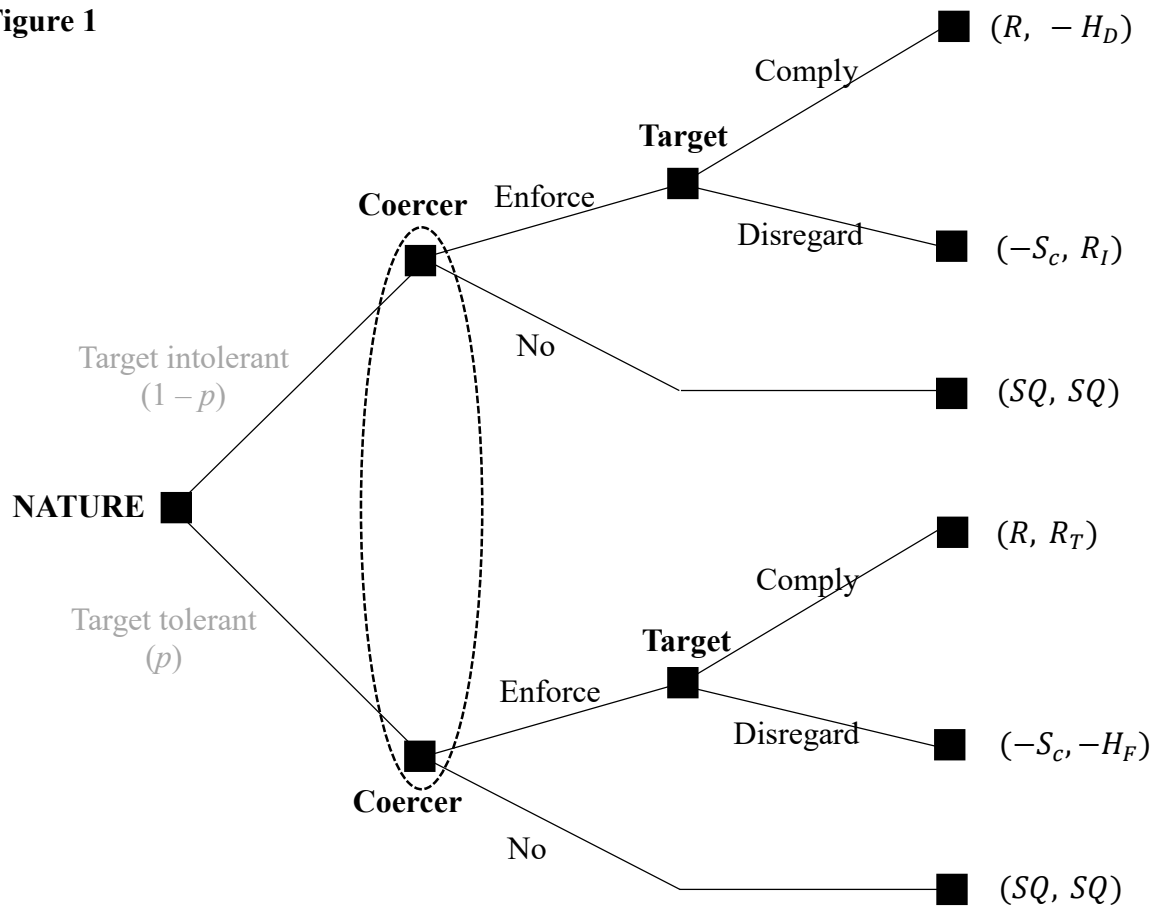 igure 1
(R, − H_D)
Comply
Target
Enforce
Coercer
Disregard
(−S_c, R_I)
No
Target intolerant
(1 – p)
(SQ, SQ)
NATURE
(R, R_T)
Comply
Target tolerant
(p)
Target
Enforce
Disregard
(−S_c,−H_F)
Coercer
No
(SQ, SQ)